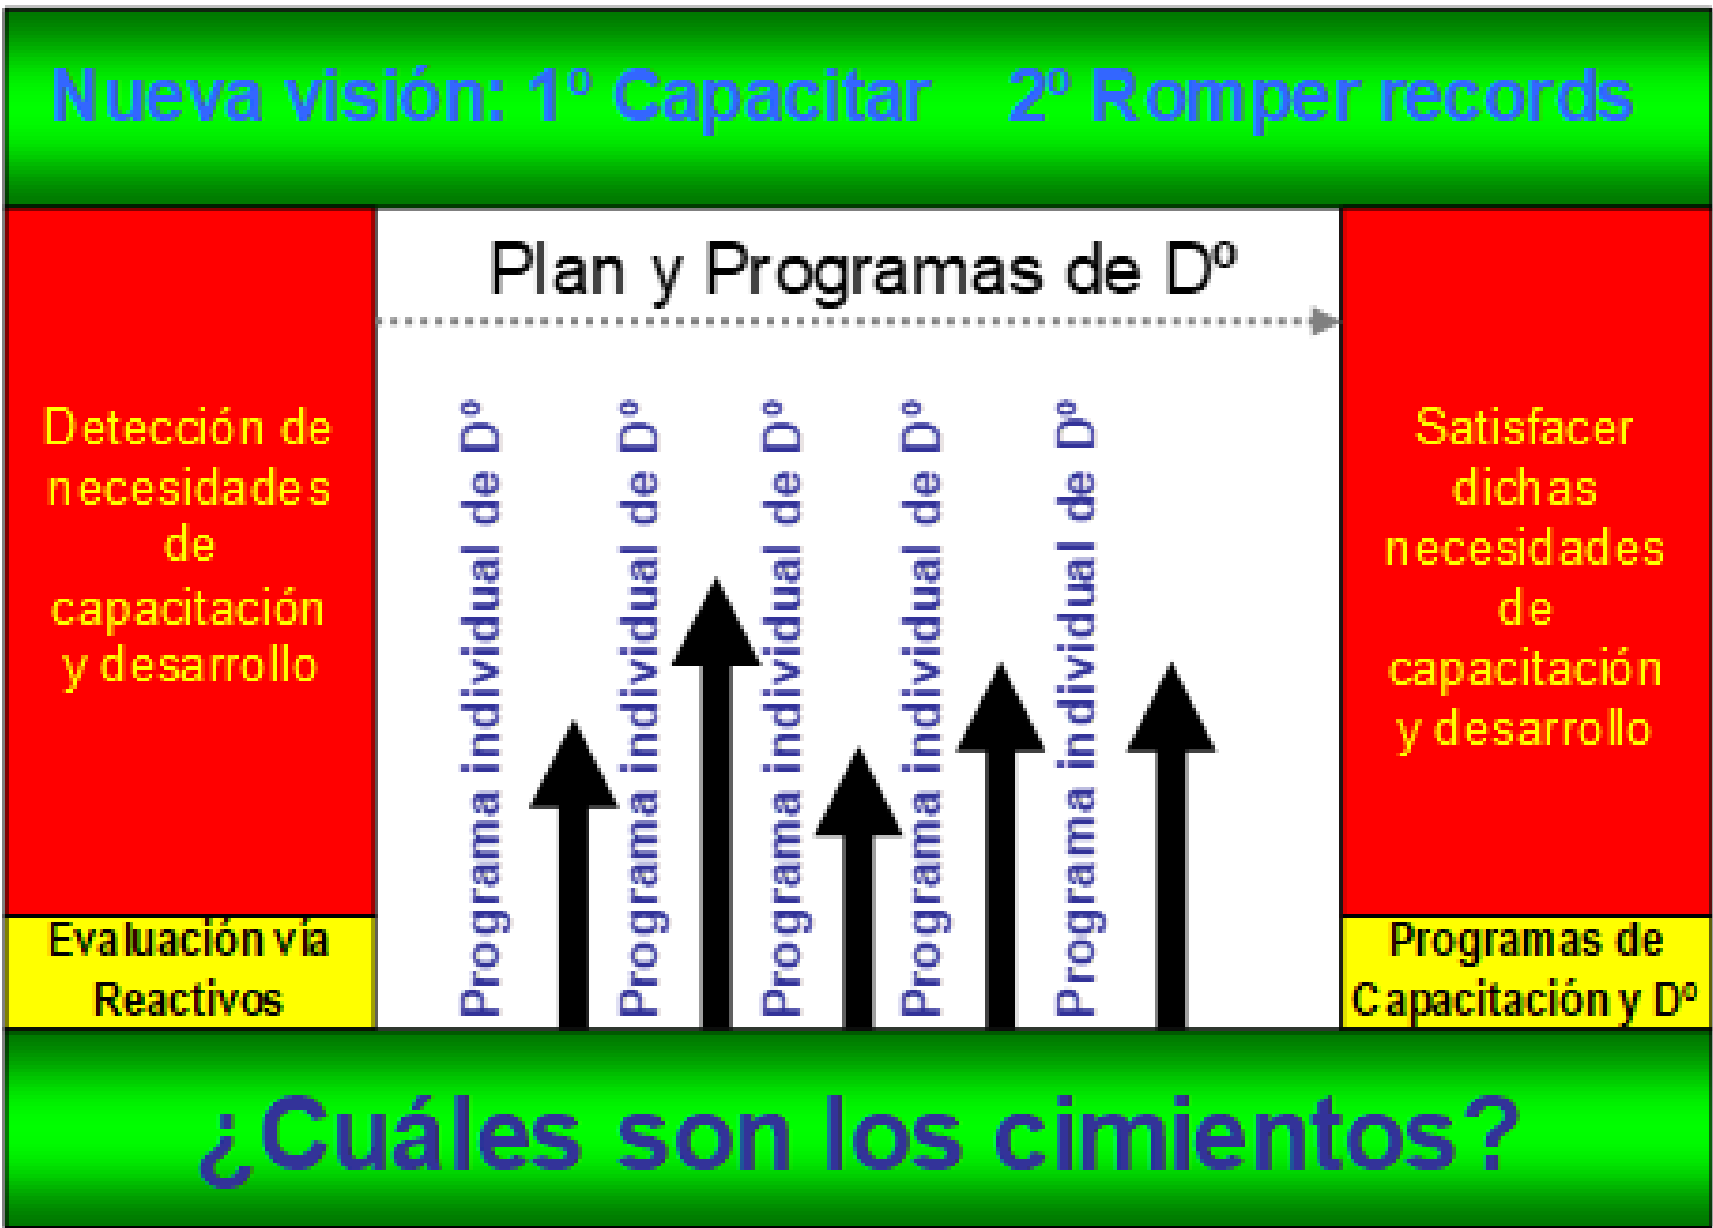 Nueva visión: 1º Capacitar 2º Romper records
Plan y Programas de Dº
Detección de
necesidades
de
capacitación
y desarrollo
Evaluación vía
Reactivos
Programa individual de Dº
Programa individual de Dº
Programa individual de Dº
Programa individual de Dº
Programa individual de Dº
Satisfacer
dichas
necesidades
de
capacitación
y desarrollo
Programas de
Capacitación y Dº
¿Cuáles son los cimientos?